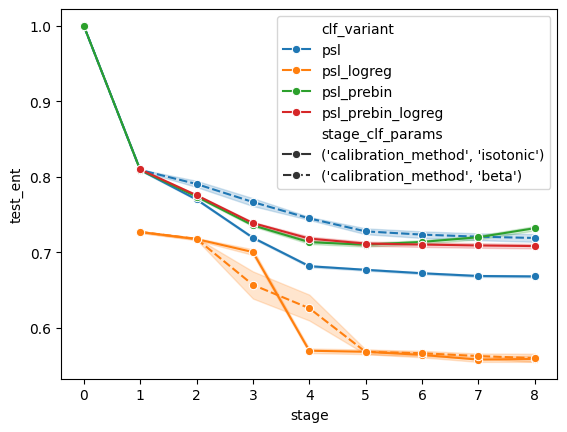 clf_variant
psl
psl_logreg
psl_prebin
psl_prebin_logreg
stage_clf_params
('calibration_method', 'isotonic')
('calibration_method', 'beta')
test_ent
1.0
0.9
0.8
0.7
0.6
0 1 2 3 4 5 6 7 8
stage